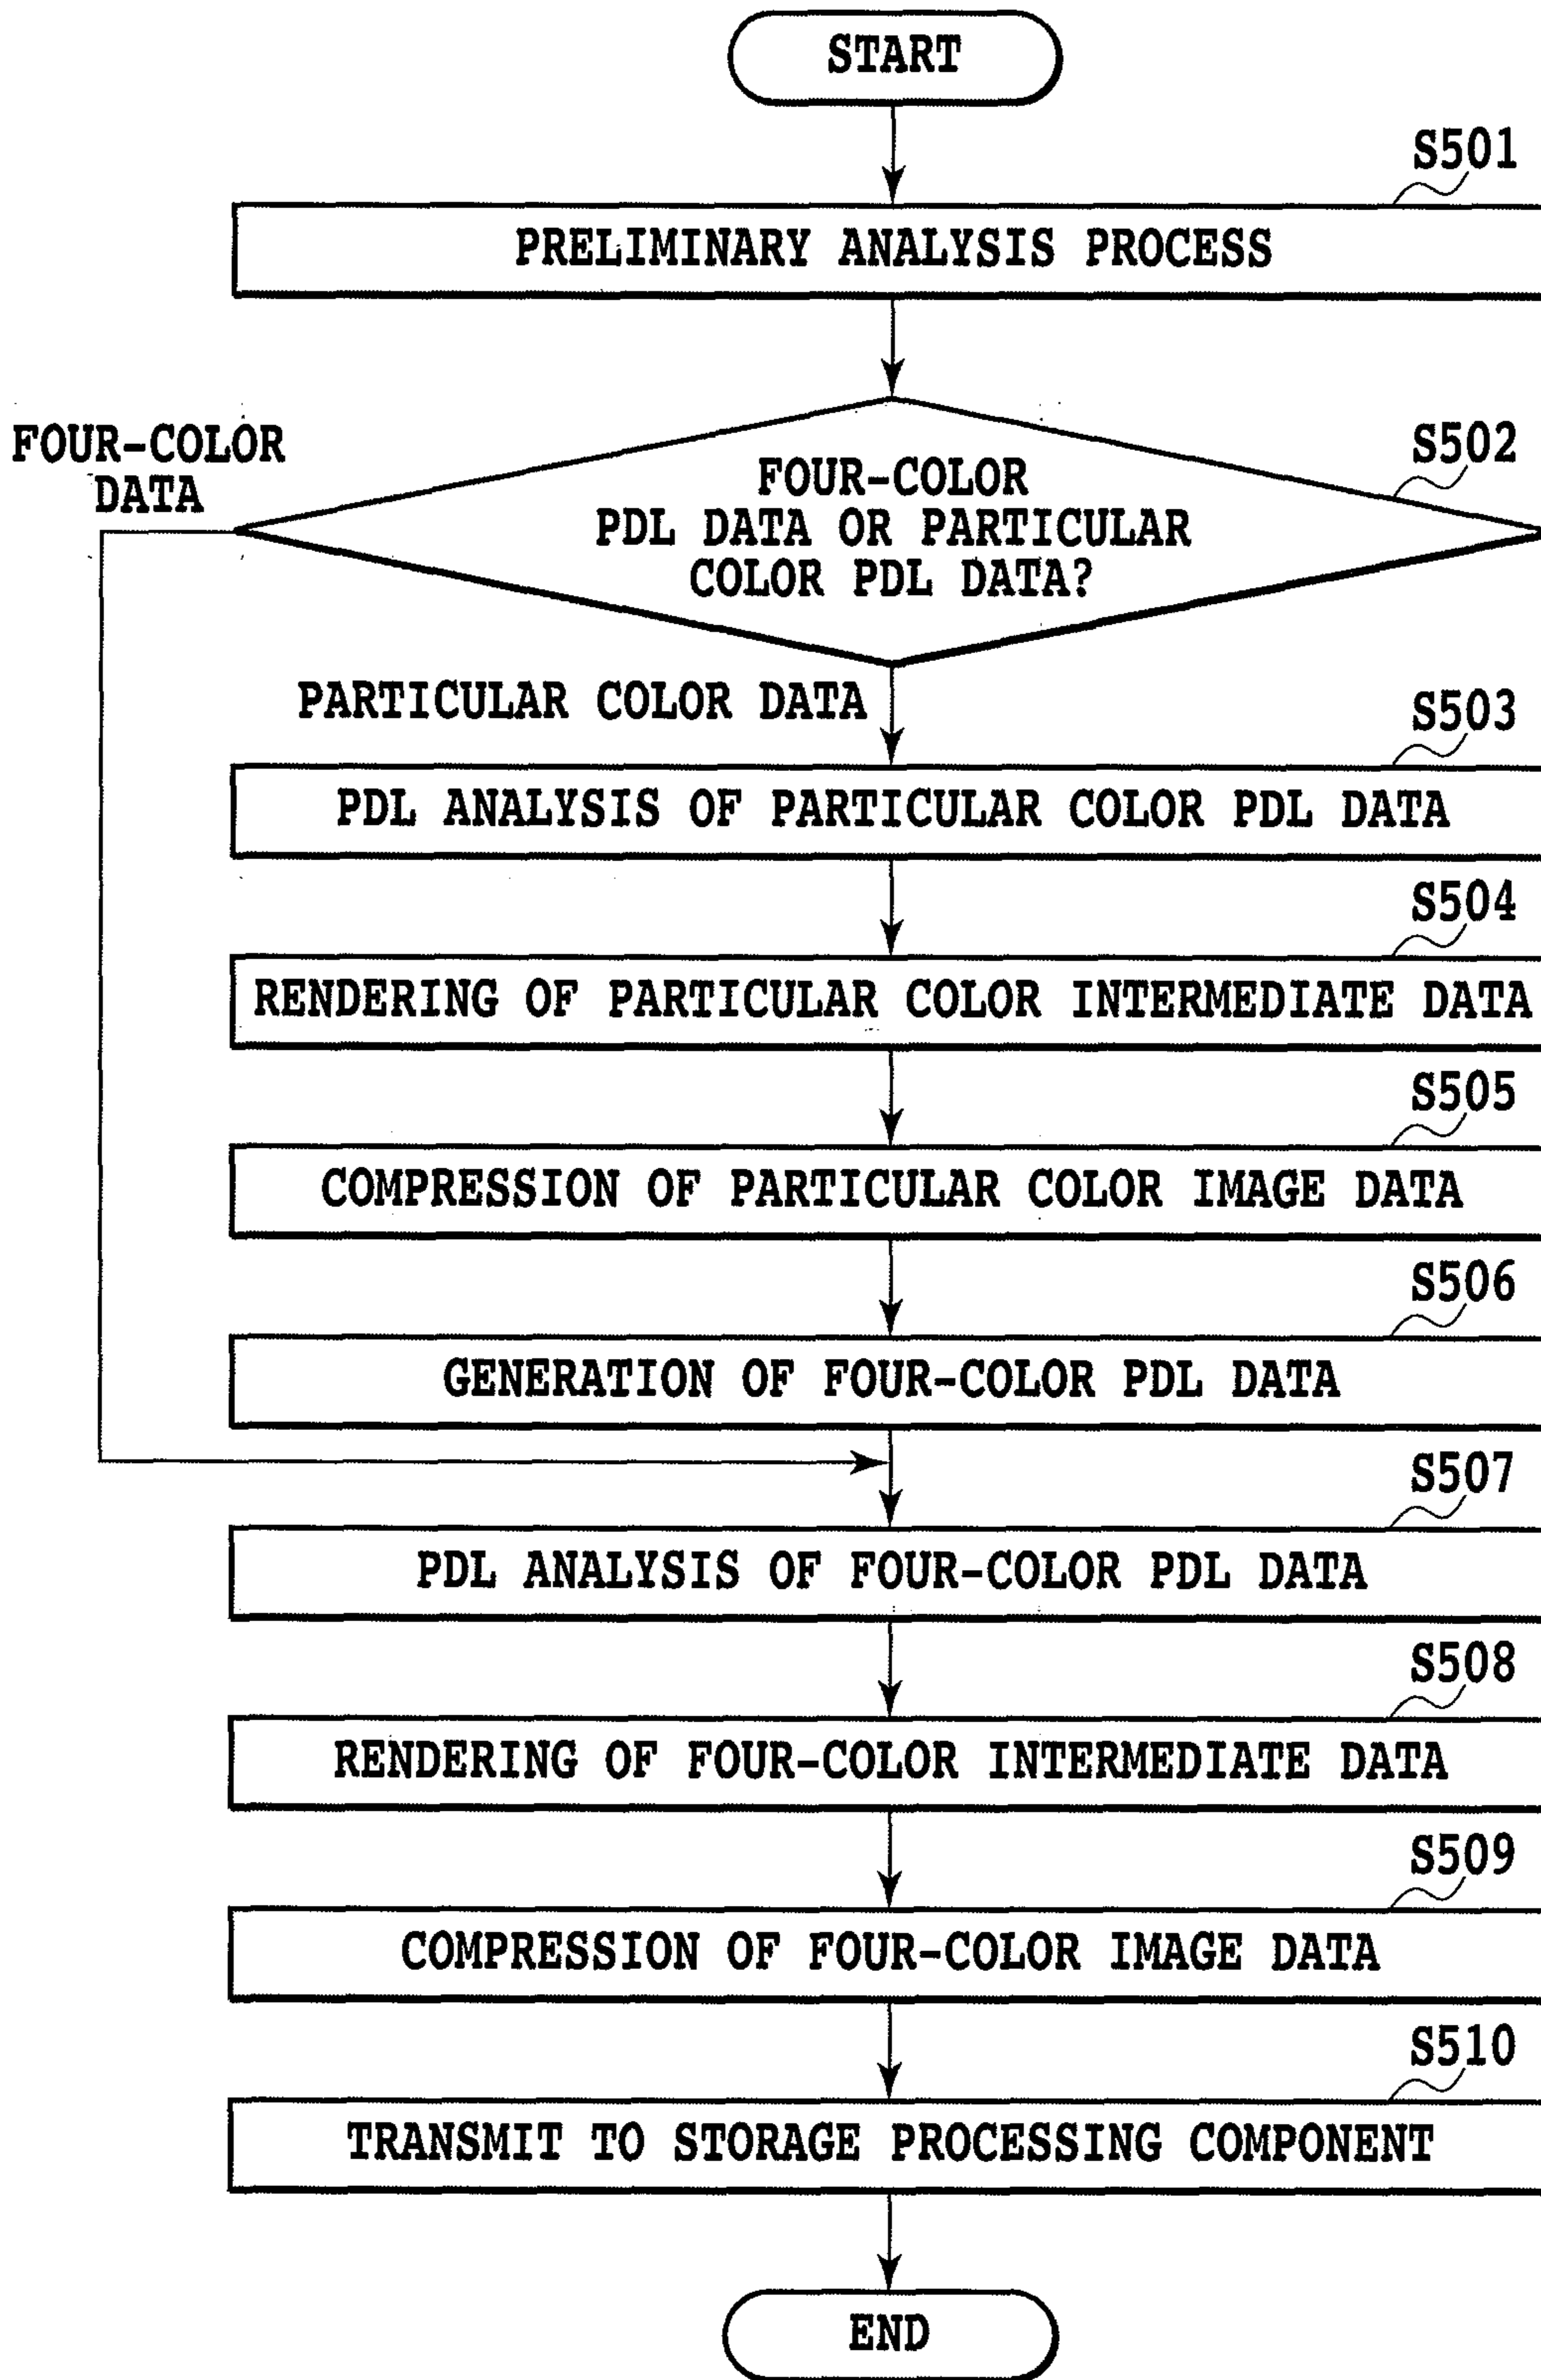 START
S501
PRELIMINARY ANALYSIS PROCESS
FOUR-COLOR
DATA
S502
FOUR-COLOR
PDL DATA OR PARTICULAR
COLOR PDL DATA?
PARTICULAR COLOR DATA
S503
PDL ANALYSIS OF PARTICULAR COLOR PDL DATA
S504
RENDERING OF PARTICULAR COLOR INTERMEDIATE DATA
S505
COMPRESSION OF PARTICULAR COLOR IMAGE DATA
S506
GENERATION OF FOUR-COLOR PDL DATA
S507
PDL ANALYSIS OF FOUR-COLOR PDL DATA
S508
RENDERING OF FOUR-COLOR INTERMEDIATE DATA
S509
COMPRESSION OF FOUR-COLOR IMAGE DATA
S510
TRANSMIT TO STORAGE PROCESSING COMPONENT
END